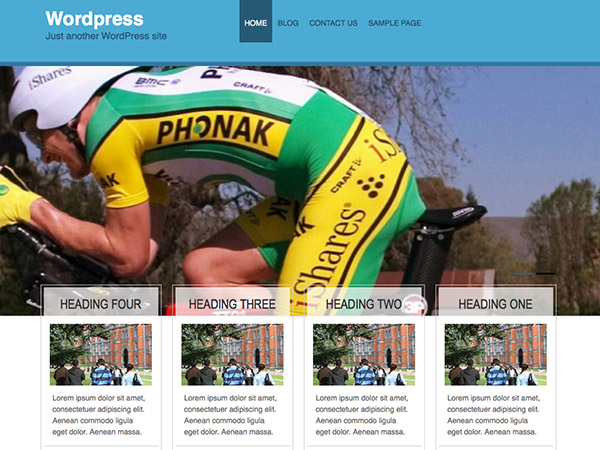 Wordpress
Just another WordPress site
HOME BLOG CONTACT US SAMPLE PAGE
iShares
BMC
CRAFT
PHONAK
iSh
CRAFT
iShares®
HEADING FOUR
Lorem ipsum dolor sit amet,
consectetuer adipiscing elit.
Aenean commodo ligula
eget dolor. Aenean massa.
HEADING THREE
Lorem ipsum dolor sit amet,
consectetuer adipiscing elit.
Aenean commodo ligula
eget dolor. Aenean massa.
HEADING TWO
Lorem ipsum dolor sit amet,
consectetuer adipiscing elit.
Aenean commodo ligula
eget dolor. Aenean massa.
HEADING ONE
Lorem ipsum dolor sit amet,
consectetuer adipiscing elit.
Aenean commodo ligula
eget dolor. Aenean massa.